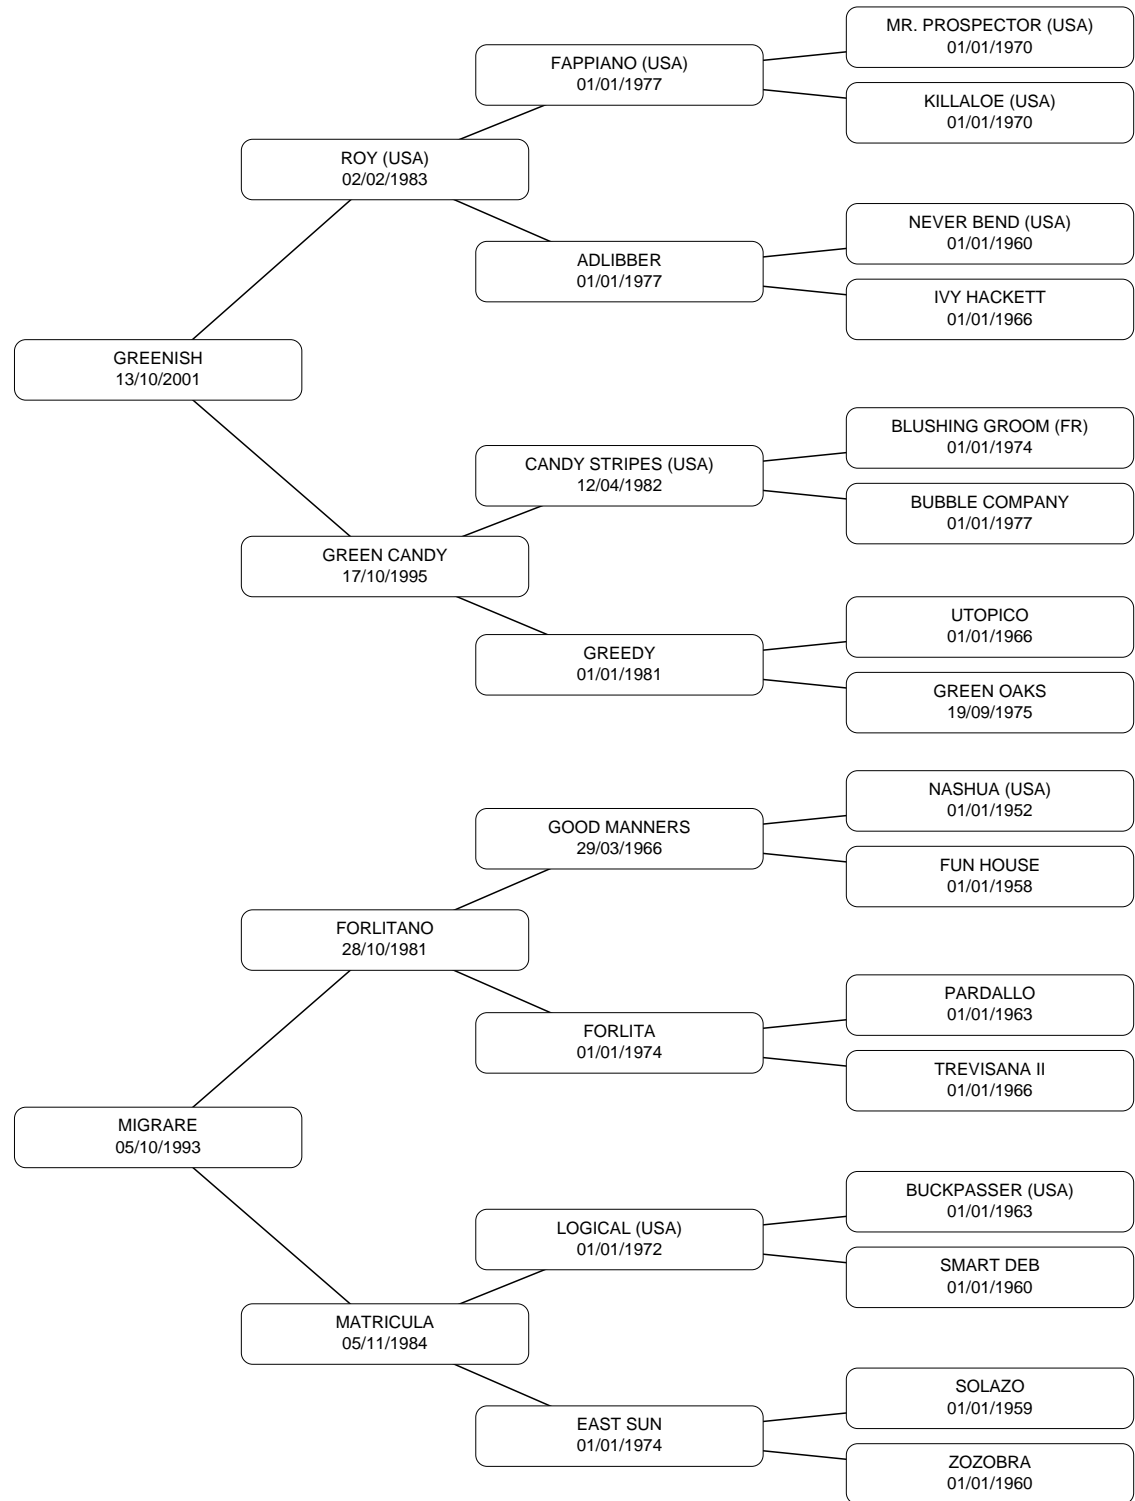 MR. PROSPECTOR (USA)
01/01/1970
FAPPIANO (USA)
01/01/1977
KILLALOE (USA)
01/01/1970
ROY (USA)
02/02/1983
NEVER BEND (USA)
01/01/1960
ADLIBBER
01/01/1977
IVY HACKETT
01/01/1966
GREENISH
13/10/2001
BLUSHING GROOM (FR)
01/01/1974
CANDY STRIPES (USA)
12/04/1982
BUBBLE COMPANY
01/01/1977
GREEN CANDY
17/10/1995
UTOPICO
01/01/1966
GREEDY
01/01/1981
GREEN OAKS
19/09/1975
NASHUA (USA)
01/01/1952
GOOD MANNERS
29/03/1966
FUN HOUSE
01/01/1958
FORLITANO
28/10/1981
PARDALLO
01/01/1963
FORLITA
01/01/1974
TREVISANA II
01/01/1966
MIGRARE
05/10/1993
BUCKPASSER (USA)
01/01/1963
LOGICAL (USA)
01/01/1972
SMART DEB
01/01/1960
MATRICULA
05/11/1984
SOLAZO
01/01/1959
EAST SUN
01/01/1974
ZOZOBRA
01/01/1960